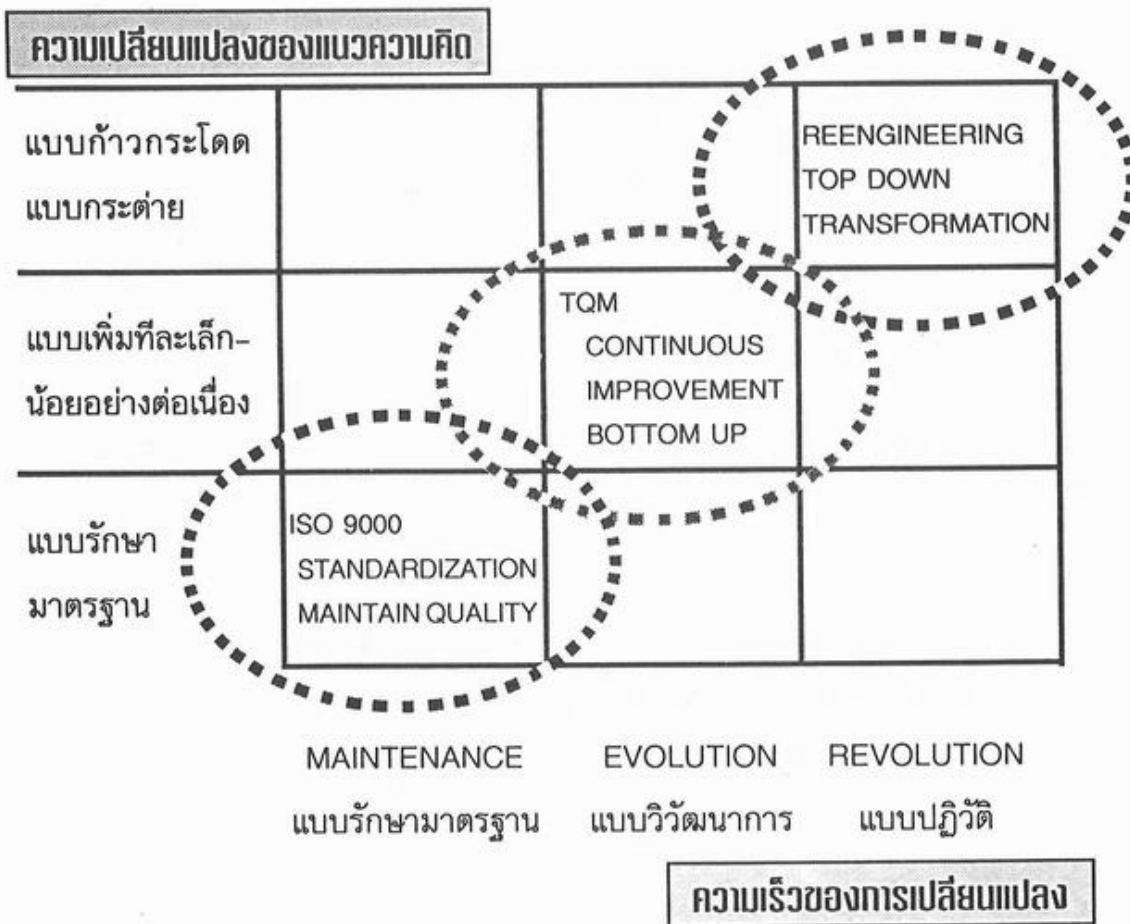 ความเปลี่ยนแปลงของแนวความคิด
แบบก้าวกระโดด
แบบกระต่าย
REENGINEERING
TOP DOWN
TRANSFORMATION
แบบเพิ่มทีละเล็ก-
น้อยอย่างต่อเนื่อง
TQM
CONTINUOUS
IMPROVEMENT
BOTTOM UP
แบบรักษา
มาตรฐาน
ISO 9000
STANDARDIZATION
MAINTAIN QUALITY
MAINTENANCE EVOLUTION REVOLUTION
แบบรักษามาตรฐาน แบบวิวัฒนาการ แบบปฏิวัติ
ความเร็วของการเปลี่ยนแปลง